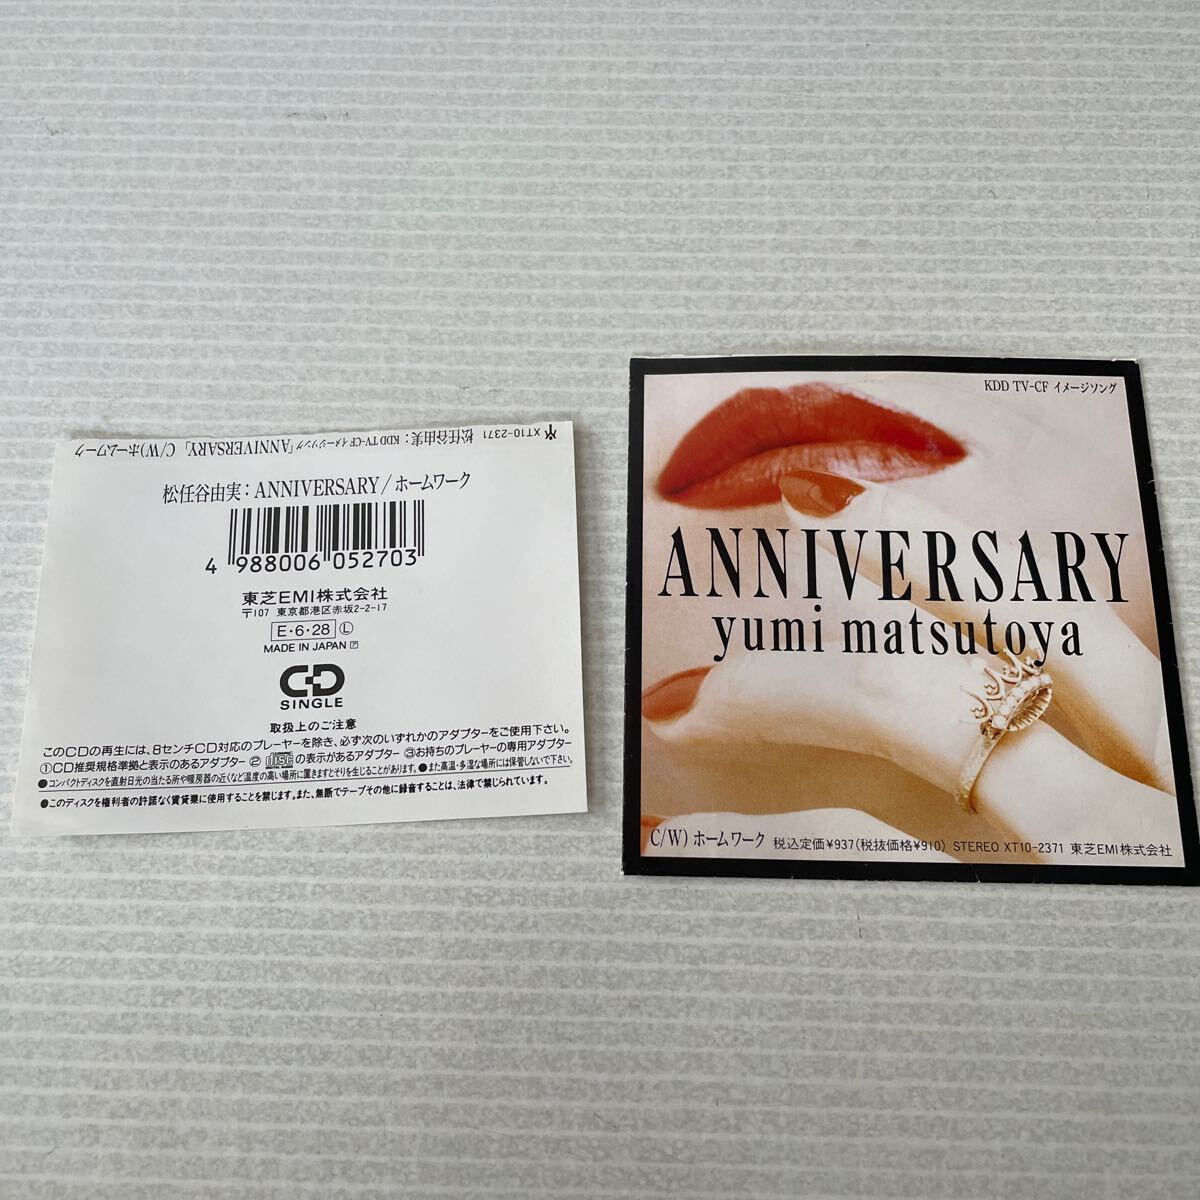 XT10-2371 松任谷由実：KDD TV-CF イメージソング「ANNIVERSARY」C/W)ホームワーク
松任谷由実：ANNIVERSARY/ホームワーク
4 988006 052703
東芝EMI株式会社
〒107 東京都港区赤坂2-2-17
E・6・28 Ⓛ
MADE IN JAPAN
CD
SINGLE
取扱上のご注意
このCDの再生には、8センチCD対応のプレーヤーを除き、必ず次のいずれかのアダプターをご使用下さい。
①CD推奨規格準拠と表示のあるアダプター ② disc の表示があるアダプター ③お持ちのプレーヤーの専用アダプター
●コンパクトディスクを直射日光の当たる所や暖房器の近くなど温度の高い場所に置きますとそりを生じることがあります。●また高温・多湿な場所には保管しないで下さい。
●このディスクを権利者の許諾なく賃貸業に使用することを禁じます。また、無断でテープその他に録音することは、法律で禁じられています。
KDD TV-CF イメージソング
ANNIVERSARY
yumi matsutoya
C/W) ホームワーク 税込定価¥937(税抜価格¥910) STEREO XT10-2371 東芝EMI株式会社